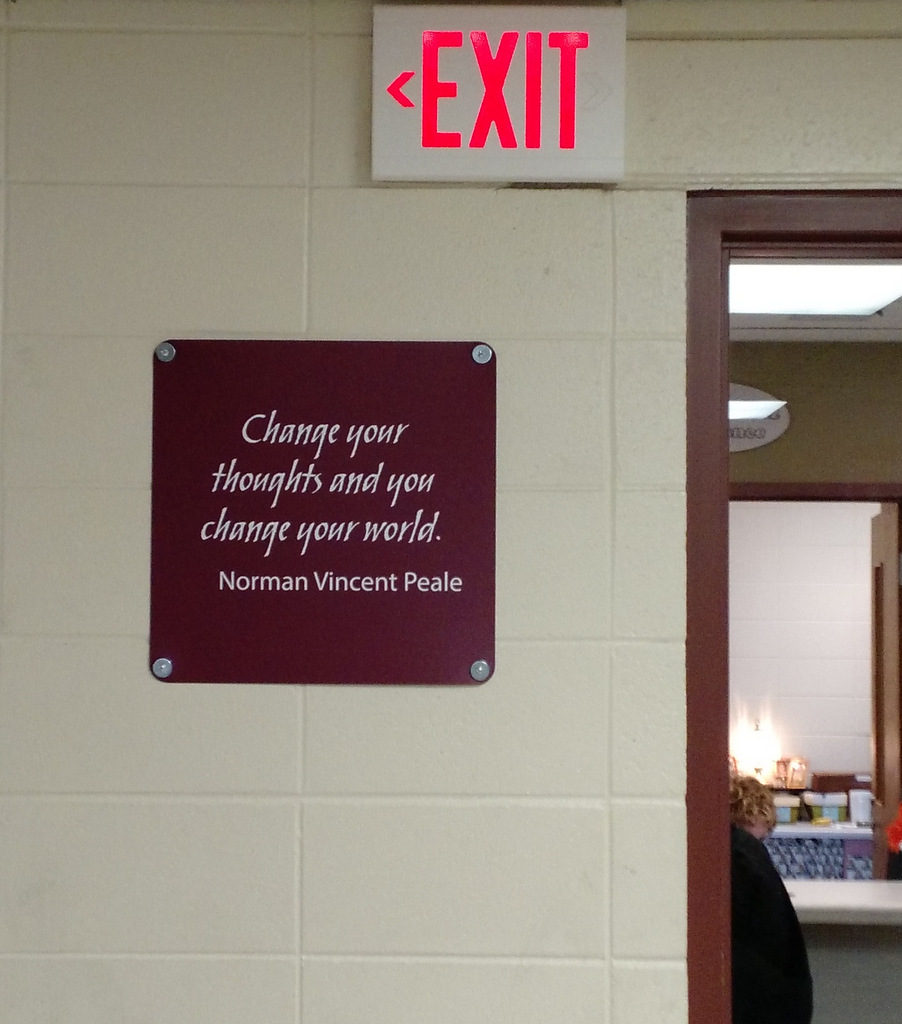 <EXIT
Change your
thoughts and you
change your world.
Norman Vincent Peale